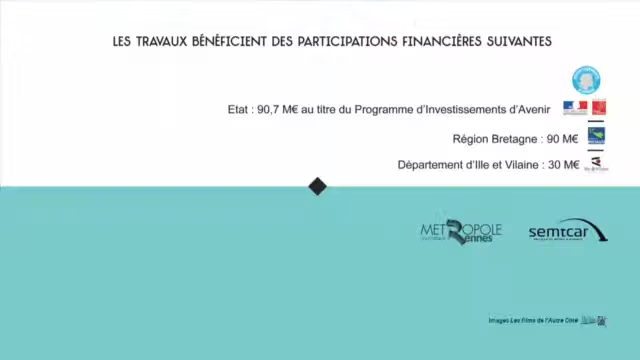 LES TRAVAUX BÉNÉFICIENT DES PARTICIPATIONS FINANCIÈRES SUIVANTES
Etat : 90,7 M€ au titre du Programme d'Investissements d'Avenir
Région Bretagne : 90 M€
Département d'Ille et Vilaine : 30 M€
METROPOLE
Rennes
semtcar
Images Les films de l'Autre Côté